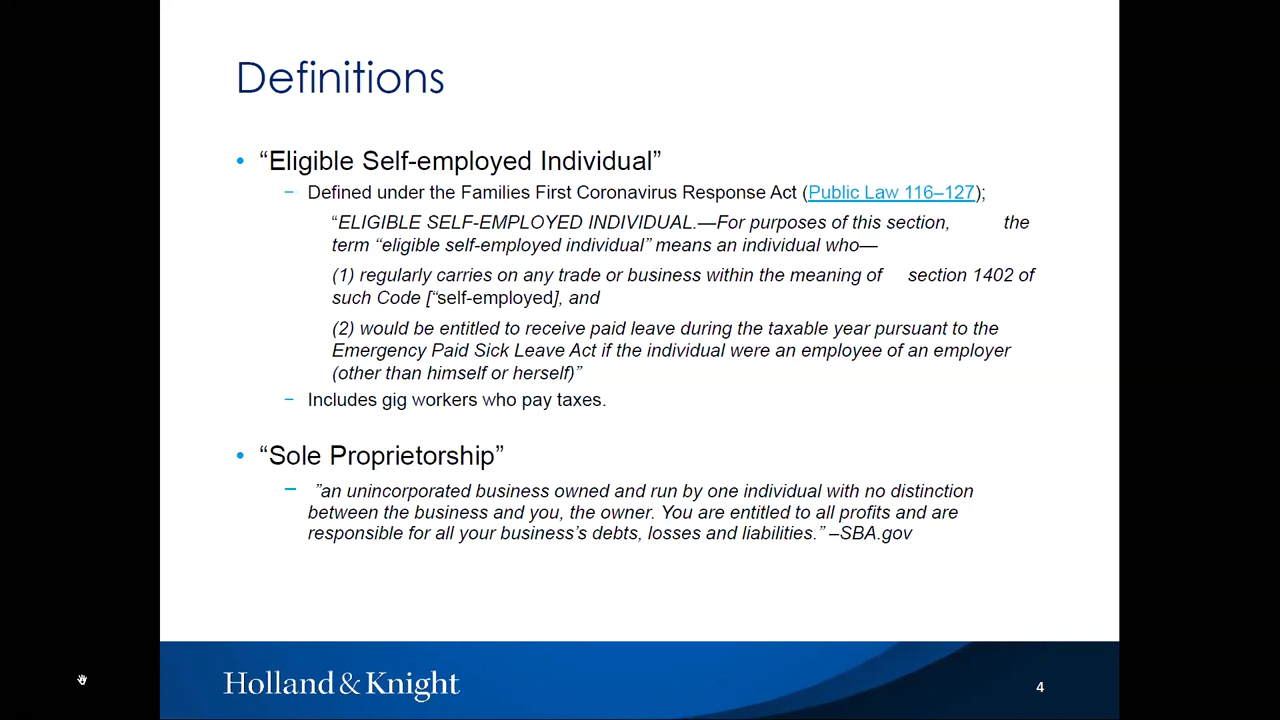 Definitions
• “Eligible Self-employed Individual”
– Defined under the Families First Coronavirus Response Act (Public Law 116–127);
“ELIGIBLE SELF-EMPLOYED INDIVIDUAL.—For purposes of this section, the
term “eligible self-employed individual” means an individual who—
(1) regularly carries on any trade or business within the meaning of section 1402 of
such Code [“self-employed], and
(2) would be entitled to receive paid leave during the taxable year pursuant to the
Emergency Paid Sick Leave Act if the individual were an employee of an employer
(other than himself or herself)”
– Includes gig workers who pay taxes.
• “Sole Proprietorship”
– ”an unincorporated business owned and run by one individual with no distinction
between the business and you, the owner. You are entitled to all profits and are
responsible for all your business’s debts, losses and liabilities.” –SBA.gov
Holland & Knight
4